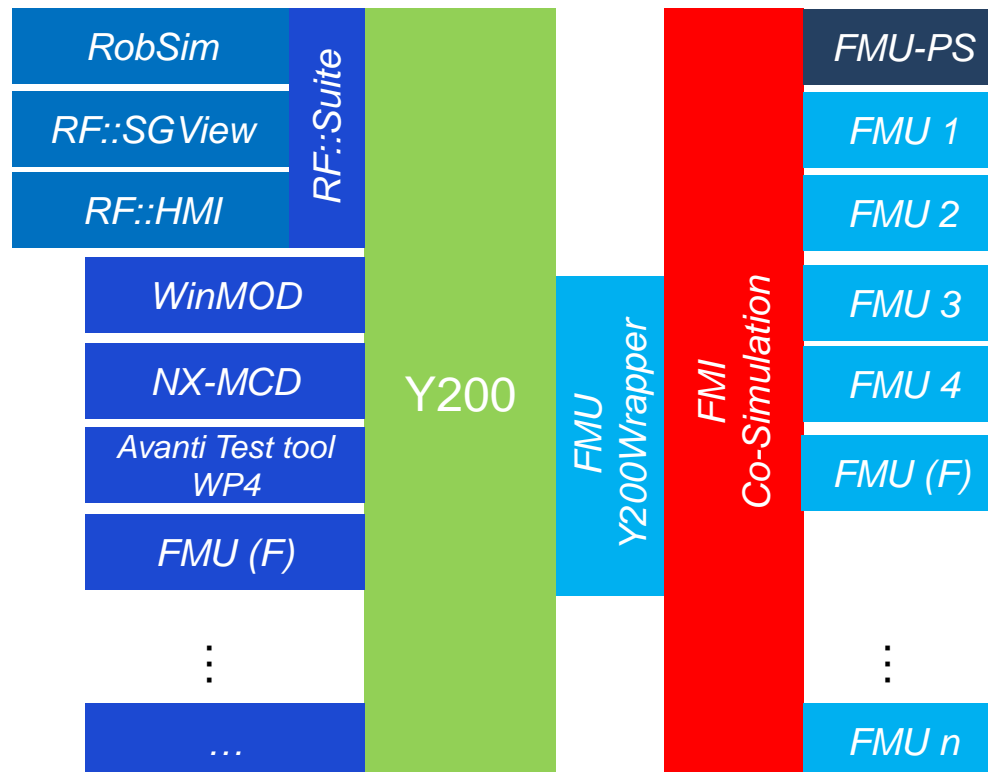 RobSim
RF::SGView
RF::HMI
RF::Suite
WinMOD
NX-MCD
Avanti Test tool
WP4
FMU (F)
⋮
...
Y200
FMU
Y200Wrapper
FMI
Co-Simulation
FMU-PS
FMU 1
FMU 2
FMU 3
FMU 4
FMU (F)
⋮
FMU n